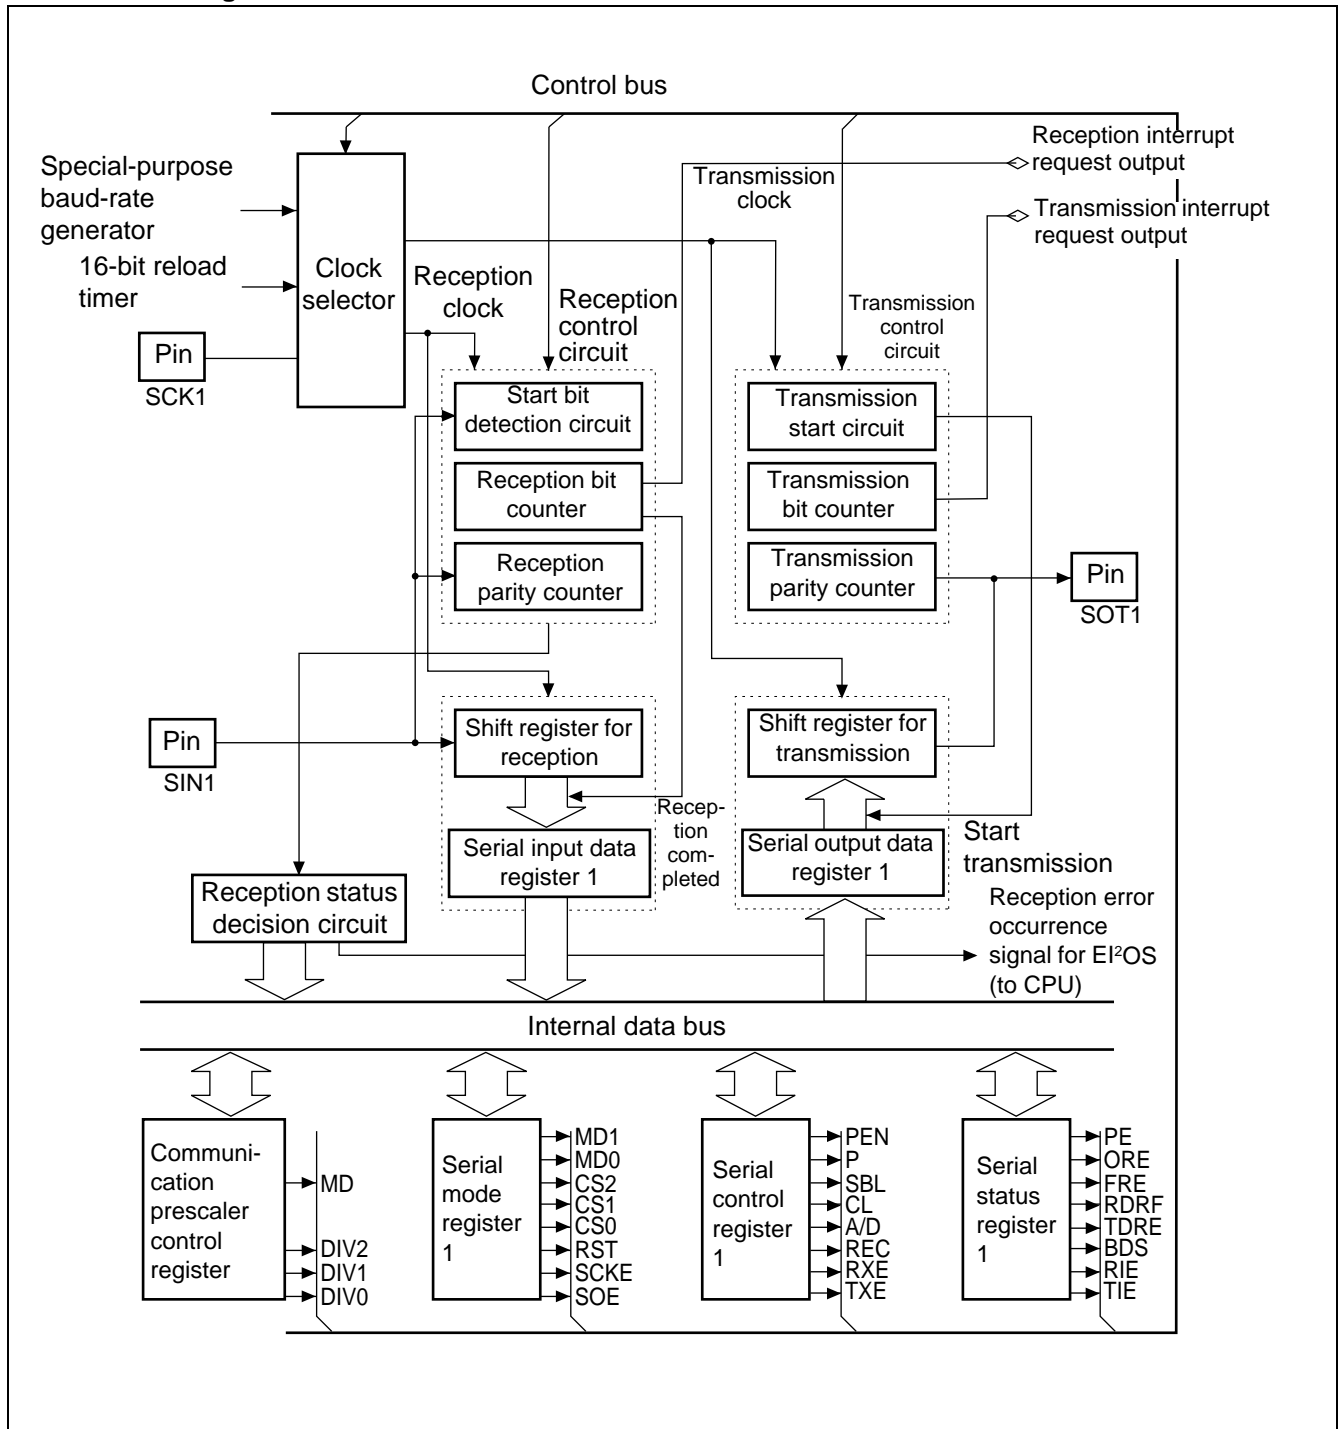 Control bus
Reception interrupt
request output
Special-purpose
baud-rate
generator
Transmission
clock
Transmission interrupt
request output
16-bit reload
timer
Clock
selector
Reception
clock
Reception
control
circuit
Transmission
control
circuit
Pin
SCK1
Start bit
detection circuit
Transmission
start circuit
Reception bit
counter
Transmission
bit counter
Reception
parity counter
Transmission
parity counter
Pin
SOT1
Pin
SIN1
Shift register for
reception
Shift register for
transmission
Recep-
tion
com-
pleted
Start
transmission
Serial input data
register 1
Serial output data
register 1
Reception status
decision circuit
Reception error
occurrence
signal for EI²OS
(to CPU)
Internal data bus
Communi-
cation
prescaler
control
register
MD
DIV2
DIV1
DIV0
Serial
mode
register
1
MD1
MD0
CS2
CS1
CS0
RST
SCKE
SOE
Serial
control
register
1
PEN
P
SBL
CL
A/D
REC
RXE
TXE
Serial
status
register
1
PE
ORE
FRE
RDRF
TDRE
BDS
RIE
TIE